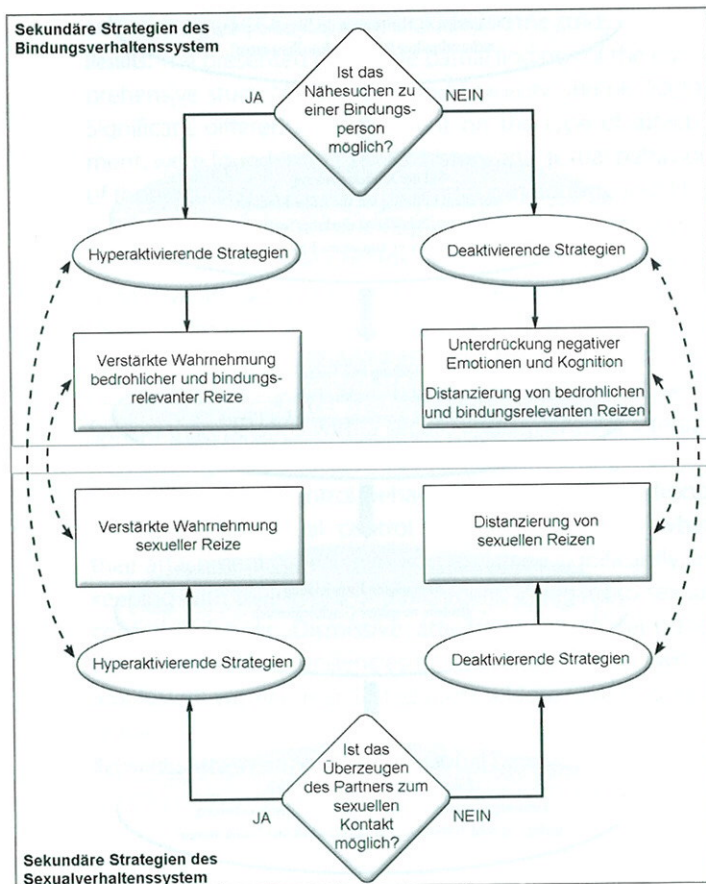 Sekundäre Strategien des
Bindungsverhaltenssystem
Ist das
Nähesuchen zu
einer Bindungs-
person
möglich?
JA
NEIN
Hyperaktivierende Strategien
Deaktivierende Strategien
Verstärkte Wahrnehmung
bedrohlicher und bindungs-
relevanter Reize
Unterdrückung negativer
Emotionen und Kognition
Distanzierung von bedrohlichen
und bindungsrelevanten Reizen
Verstärkte Wahrnehmung
sexueller Reize
Distanzierung von
sexuellen Reizen
Hyperaktivierende Strategien
Deaktivierende Strategien
Ist das
Überzeugen
des Partners zum
sexuellen
Kontakt
möglich?
JA
NEIN
Sekundäre Strategien des
Sexualverhaltenssystem